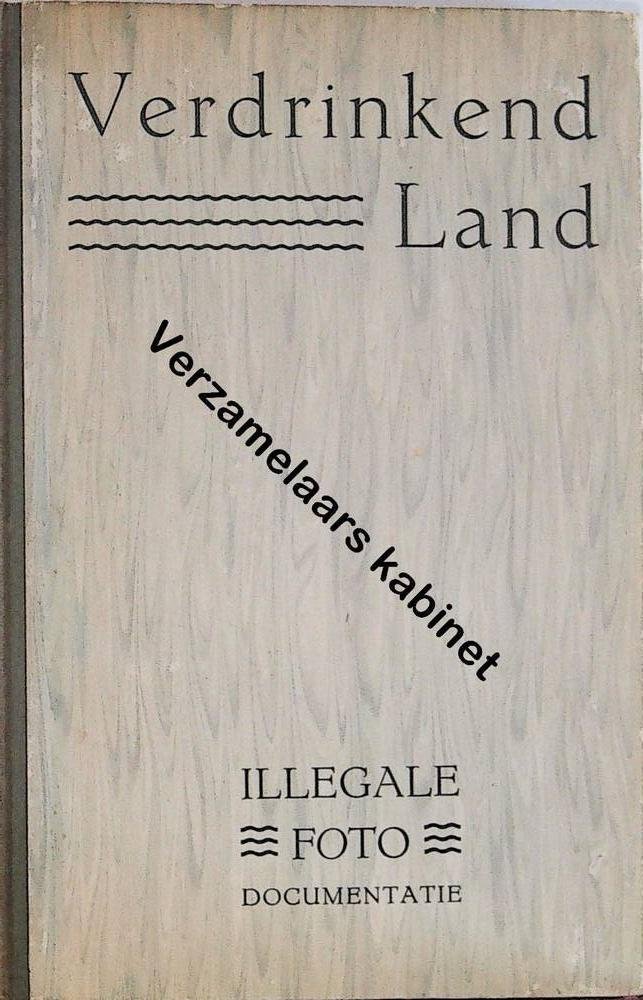 Verdrinkend
Land
Verzamelaars kabinet
ILLEGALE
FOTO
DOCUMENTATIE